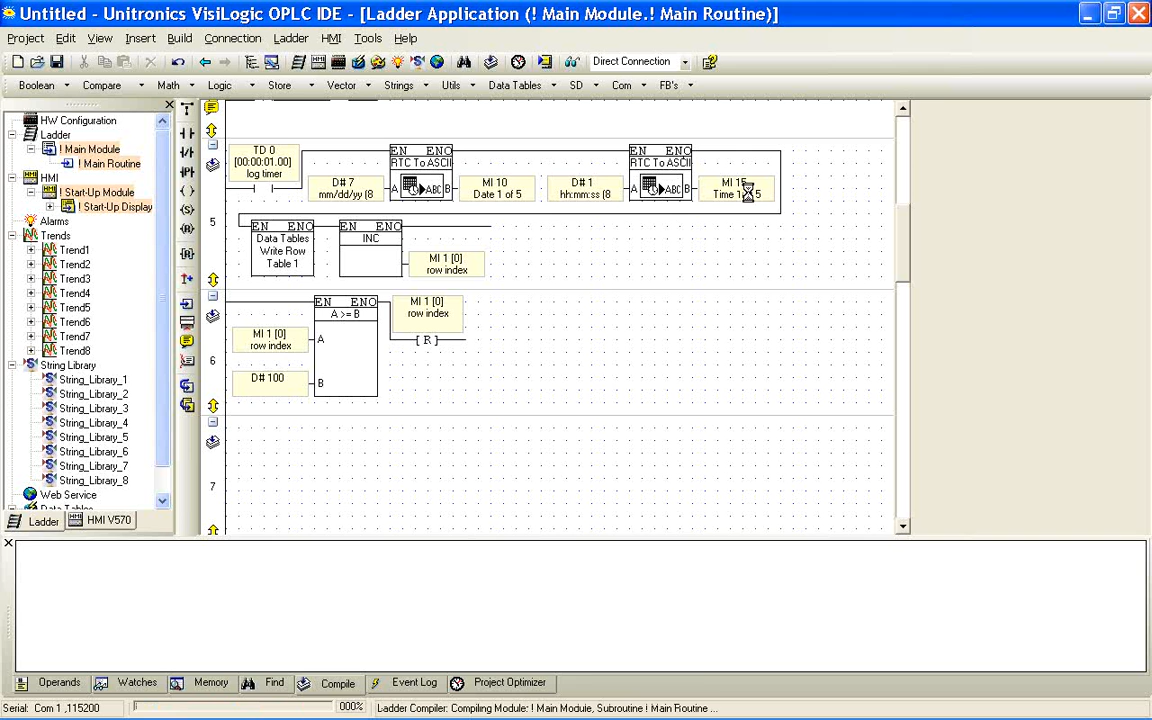 Untitled - Unitronics VisiLogic OPLC IDE - [Ladder Application (! Main Module.! Main Routine)]
Project Edit View Insert Build Connection Ladder HMI Tools Help
Direct Connection
Boolean Compare Math Logic Store Vector Strings Utils Data Tables SD Com FB's
HW Configuration
Ladder
! Main Module
! Main Routine
HMI
! Start-Up Module
! Start-Up Display
Alarms
Trends
Trend1
Trend2
Trend3
Trend4
Trend5
Trend6
Trend7
Trend8
String Library
String_Library_1
String_Library_2
String_Library_3
String_Library_4
String_Library_5
String_Library_6
String_Library_7
String_Library_8
Web Service
Ladder HMI V570
TD 0
[00:00:01.00]
log timer
EN ENO
RTC To ASCII
D# 7
mm/dd/yy (8
A ABC B
MI 10
Date 1 of 5
EN ENO
RTC To ASCII
D# 1
hh:mm:ss (8
A ABC B
MI 15
5
EN ENO
Data Tables
Write Row
Table 1
EN ENO
INC
MI 1 [0]
row index
EN ENO
A >= B
MI 1 [0]
row index
R
MI 1 [0]
row index
A
6
D# 100
B
7
Operands Watches Memory Find Compile Event Log Project Optimizer
Serial: Com 1 ,115200 000% Ladder Compiler: Compiling Module: ! Main Module, Subroutine ! Main Routine ...